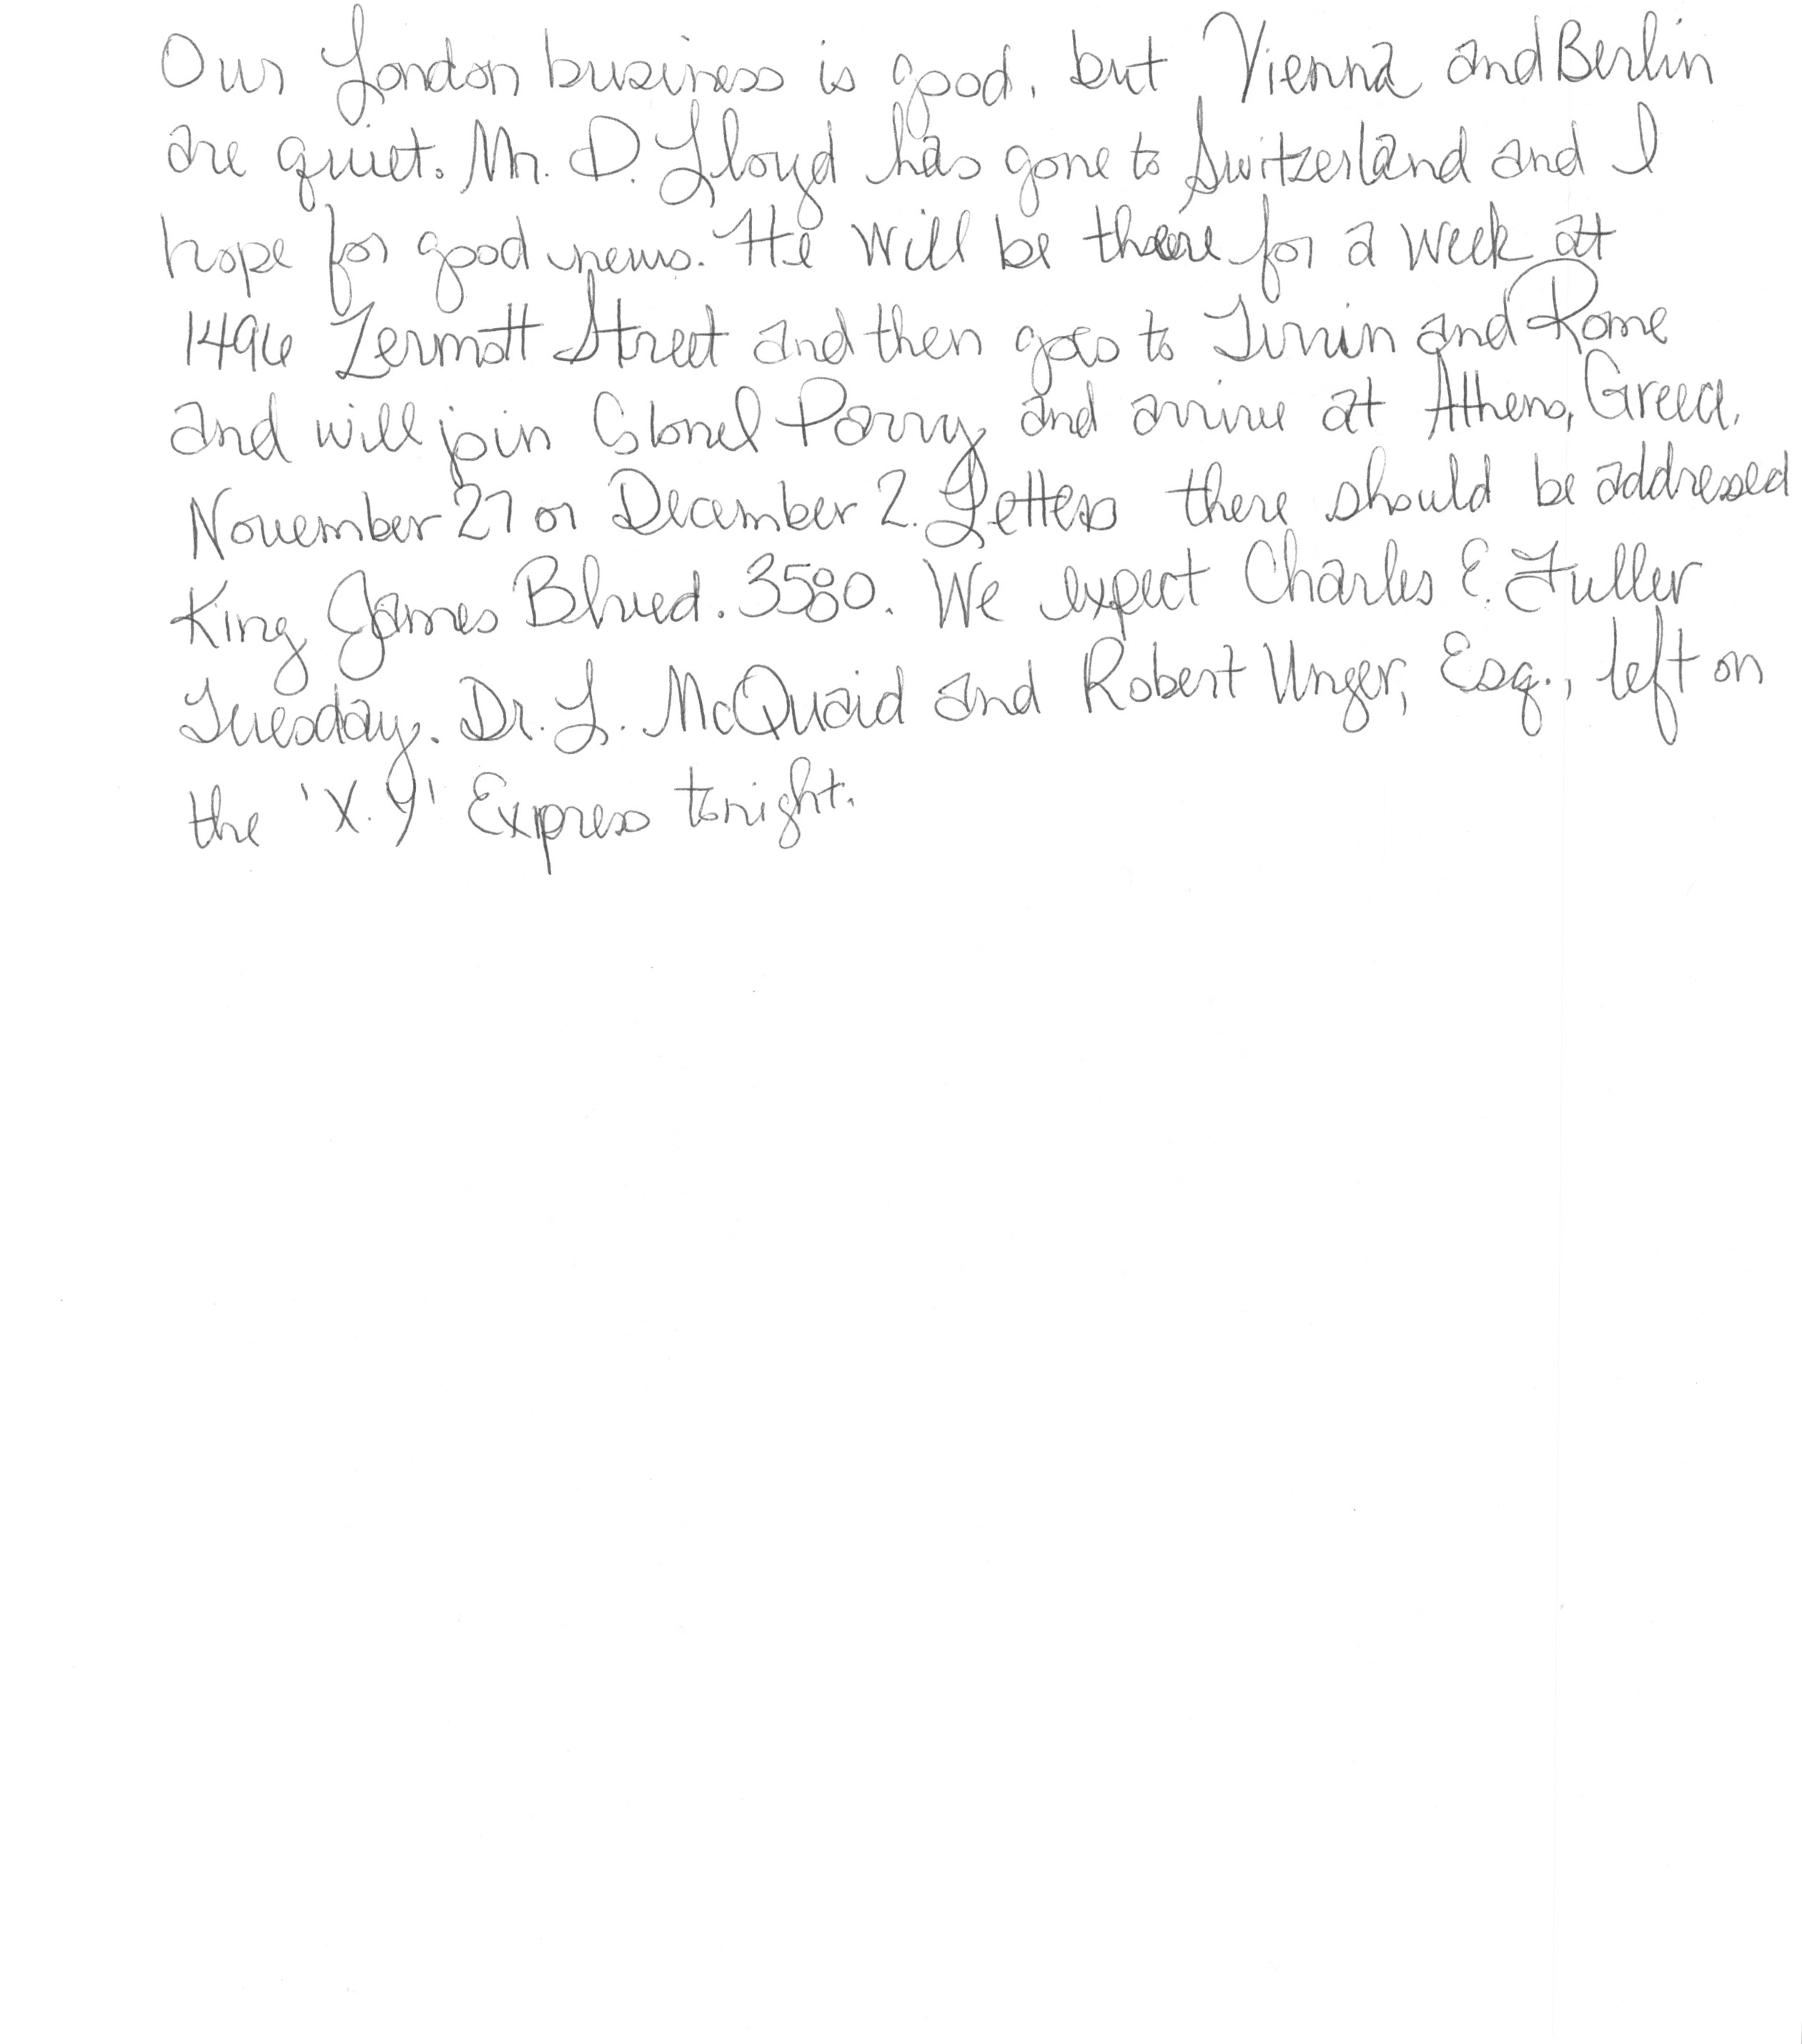 Our London business is good, but Vienna and Berlin
are quiet. Mr. D. Lloyd has gone to Switzerland and I
hope for good news. He will be there for a week at
1496 Zermott Street and then goes to Turin and Rome
and will join Colonel Parry and arrive at Athens, Greece,
November 27 or December 2. Letters there should be addressed
King James Blvd. 3580. We expect Charles E. Fuller
Tuesday. Dr. L. McQuaid and Robert Unger, Esq., left on
the 'X.9' Express tonight.